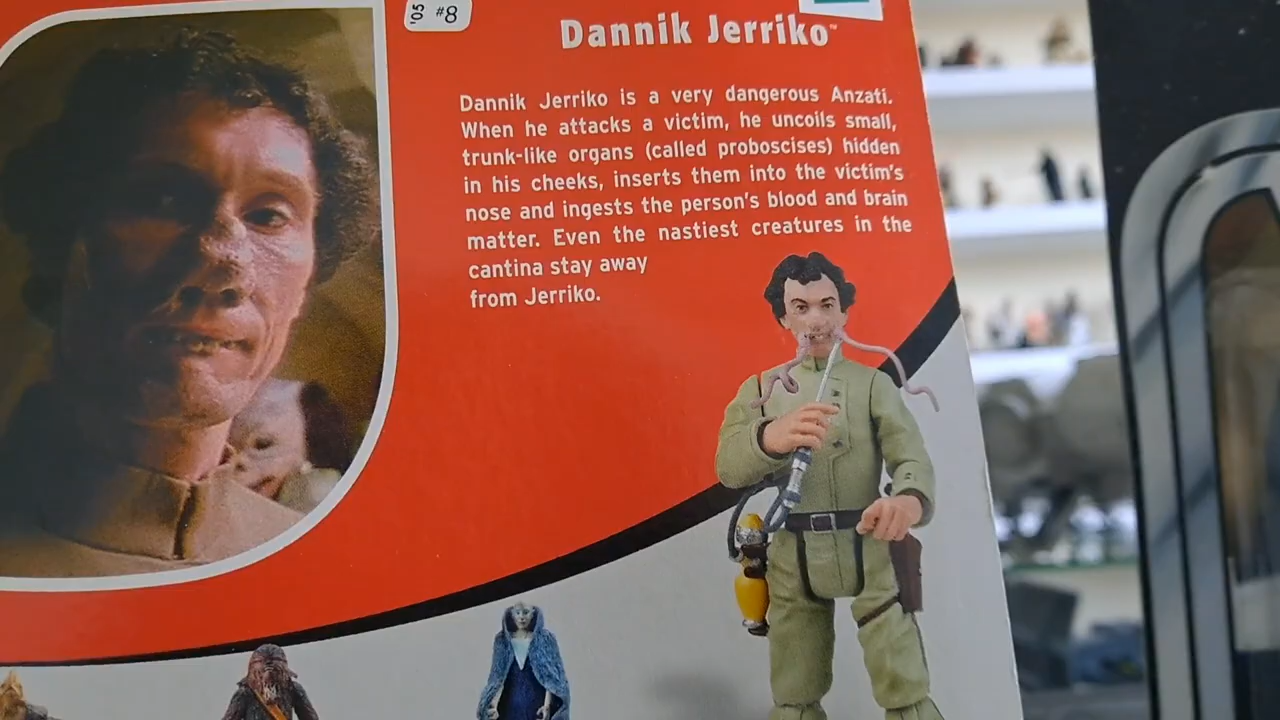 '05 #8
Dannik Jerriko™
Dannik Jerriko is a very dangerous Anzati.
When he attacks a victim, he uncoils small,
trunk-like organs (called proboscises) hidden
in his cheeks, inserts them into the victim's
nose and ingests the person's blood and brain
matter. Even the nastiest creatures in the
cantina stay away
from Jerriko.